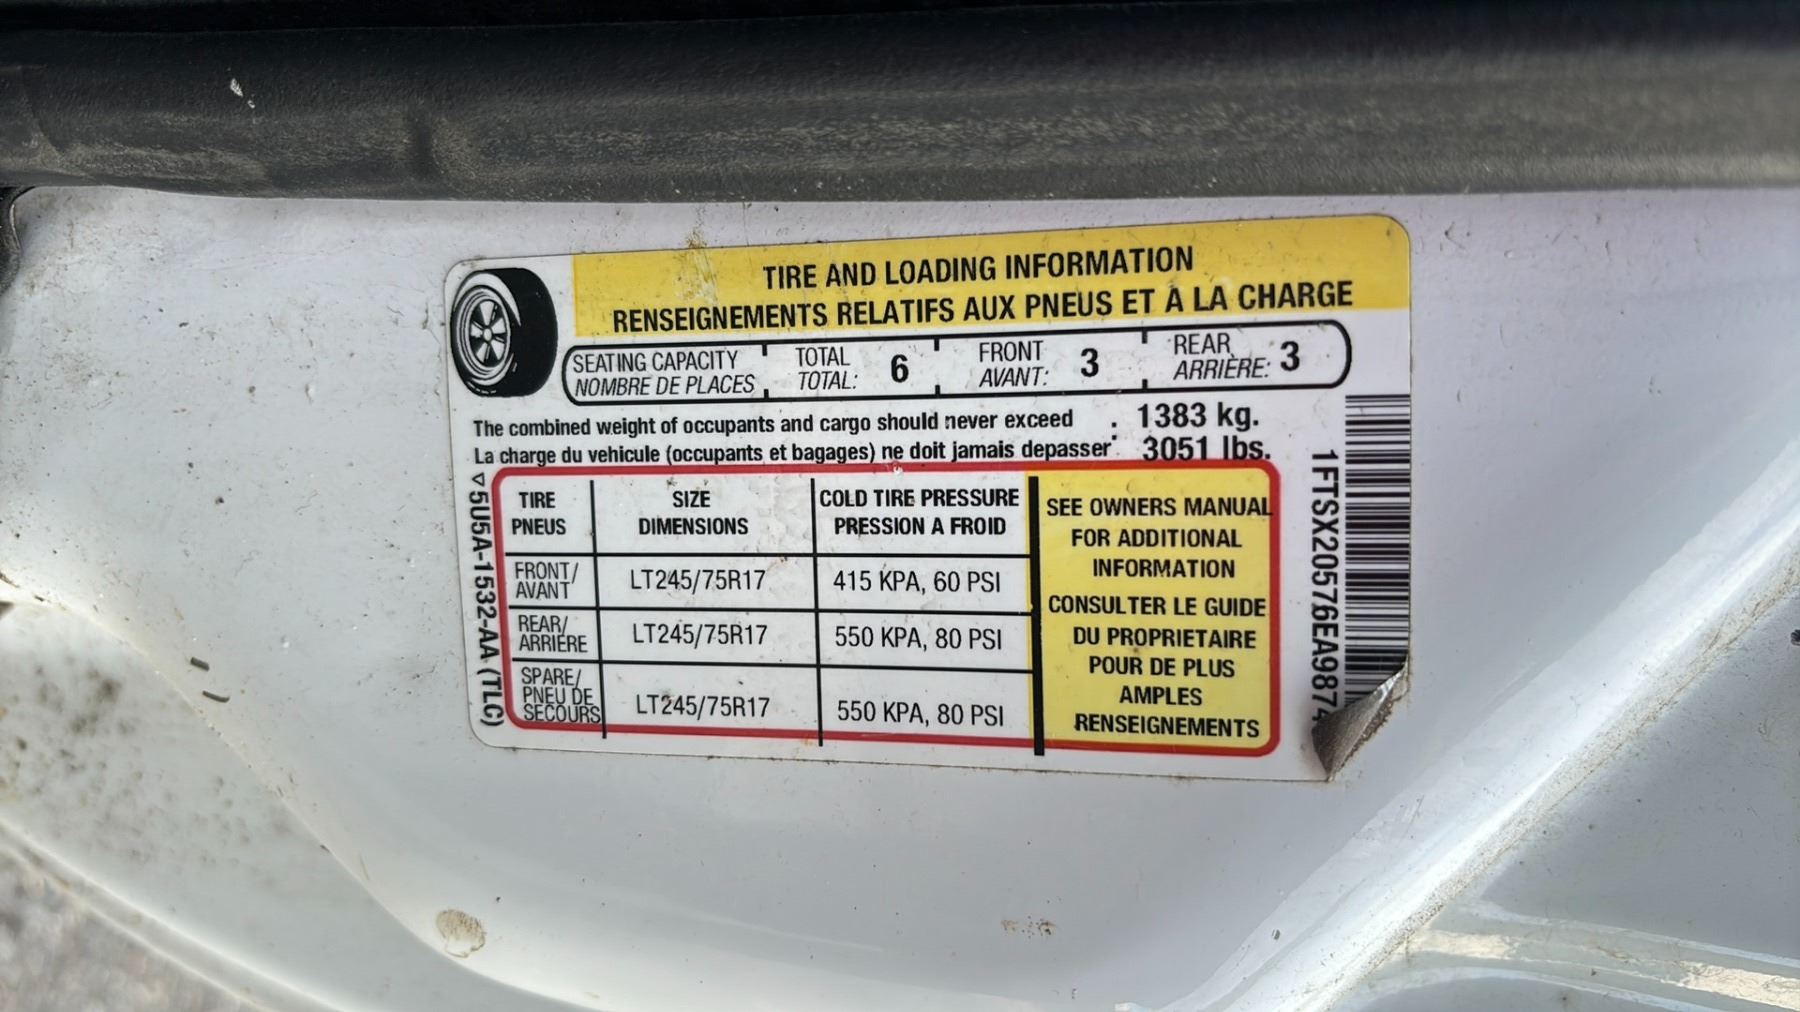 TIRE AND LOADING INFORMATION
RENSEIGNEMENTS RELATIFS AUX PNEUS ET À LA CHARGE
SEATING CAPACITY TOTAL 6 FRONT 3 REAR 3
NOMBRE DE PLACES TOTAL: AVANT: ARRIÈRE:
The combined weight of occupants and cargo should never exceed : 1383 kg.
La charge du vehicule (occupants et bagages) ne doit jamais depasser : 3051 lbs.
TIRE SIZE COLD TIRE PRESSURE
PNEUS DIMENSIONS PRESSION A FROID
FRONT/
AVANT LT245/75R17 415 KPA, 60 PSI
REAR/
ARRIÈRE LT245/75R17 550 KPA, 80 PSI
SPARE/
PNEU DE
SECOURS LT245/75R17 550 KPA, 80 PSI
SEE OWNERS MANUAL
FOR ADDITIONAL
INFORMATION
CONSULTER LE GUIDE
DU PROPRIETAIRE
POUR DE PLUS
AMPLES
RENSEIGNEMENTS
▽5U5A-1532-AA (TLC)
1FTSX20576EA9874